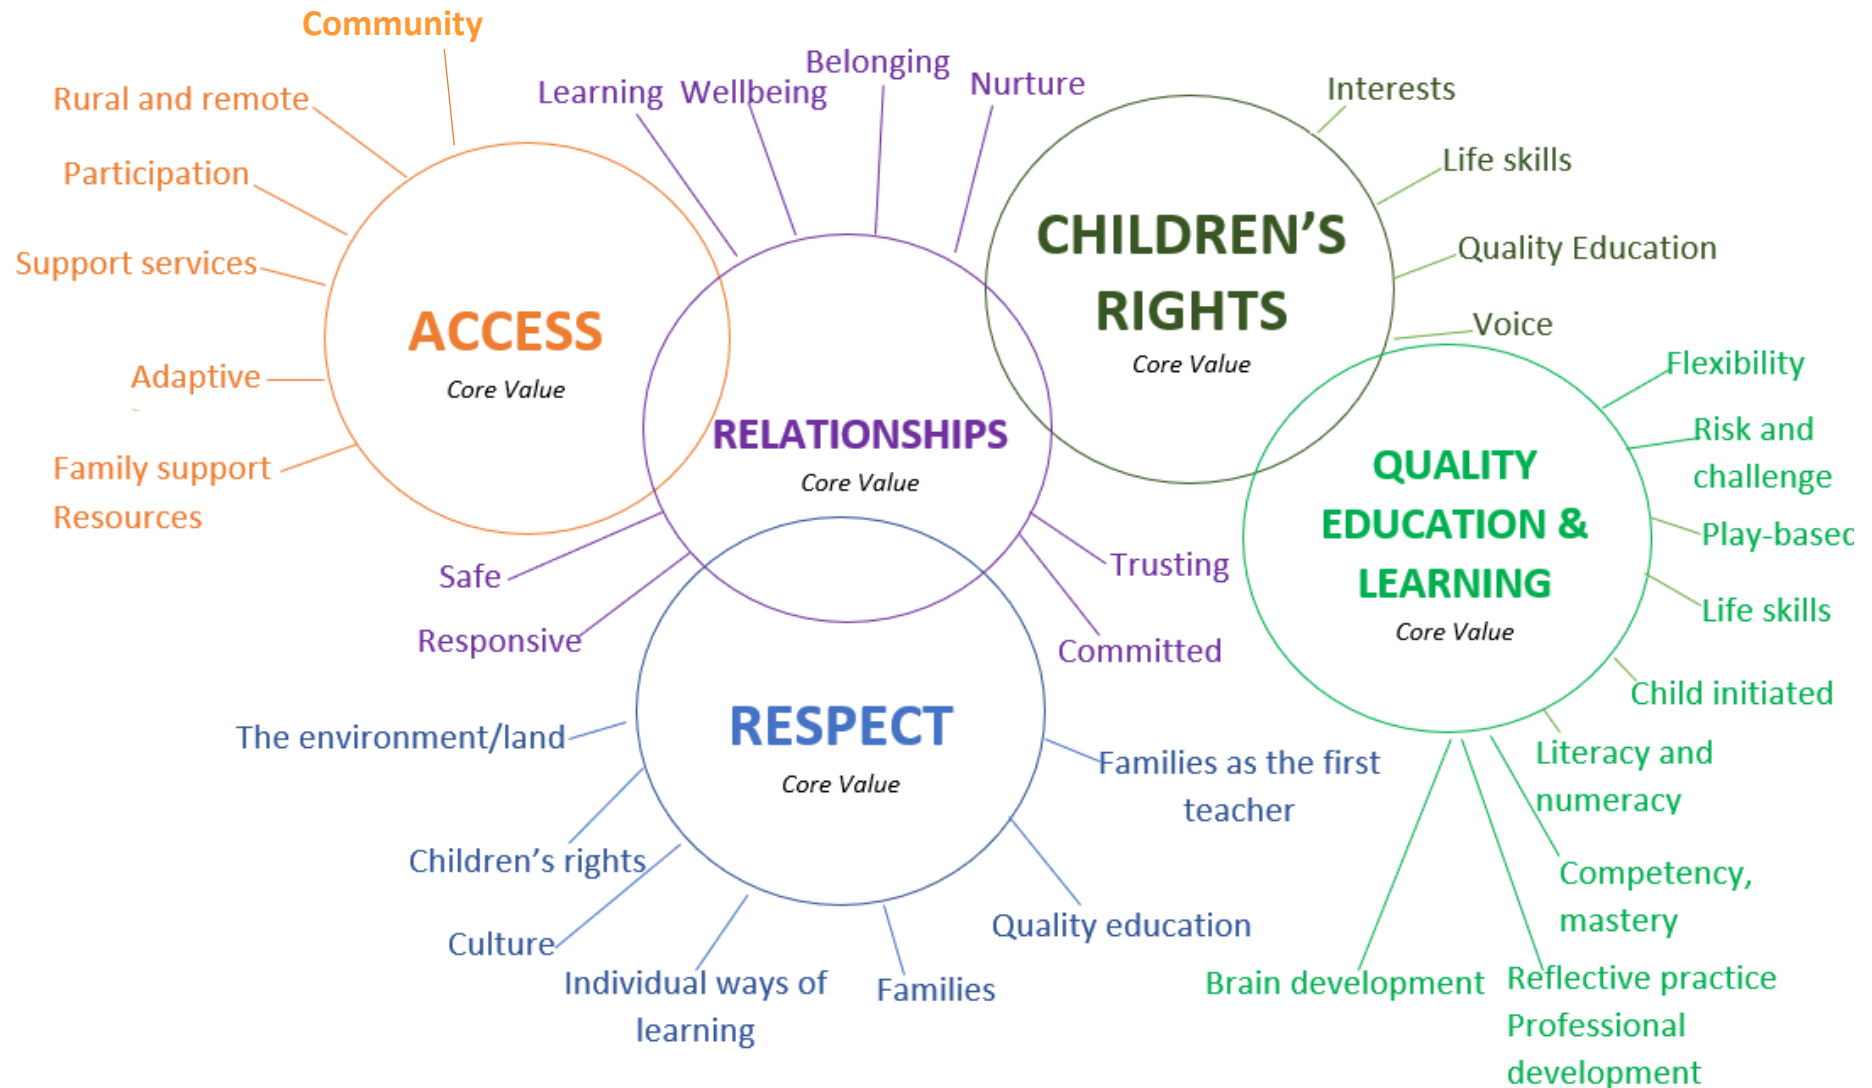 Community
Rural and remote
Participation
Support services
Adaptive
Family support
Resources
ACCESS
Core Value
Learning
Wellbeing
Belonging
Nurture
RELATIONSHIPS
Core Value
Safe
Responsive
Trusting
Committed
CHILDREN’S
RIGHTS
Core Value
Interests
Life skills
Quality Education
Voice
QUALITY
EDUCATION &
LEARNING
Core Value
Flexibility
Risk and
challenge
Play-based
Life skills
Child initiated
Literacy and
numeracy
Competency,
mastery
Reflective practice
Professional
development
Brain development
RESPECT
Core Value
The environment/land
Children’s rights
Culture
Individual ways of
learning
Families
Quality education
Families as the first
teacher